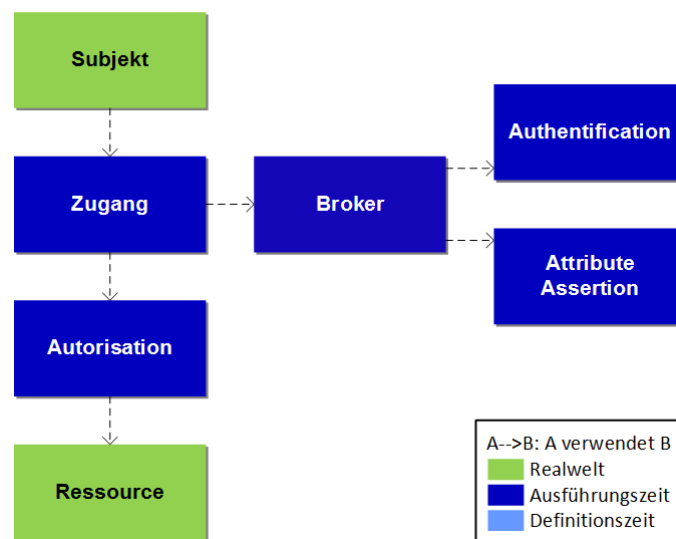 Subjekt
Authentification
Zugang
Broker
Attribute
Assertion
Autorisation
Ressource
A-->B: A verwendet B
Realwelt
Ausführungszeit
Definitionszeit